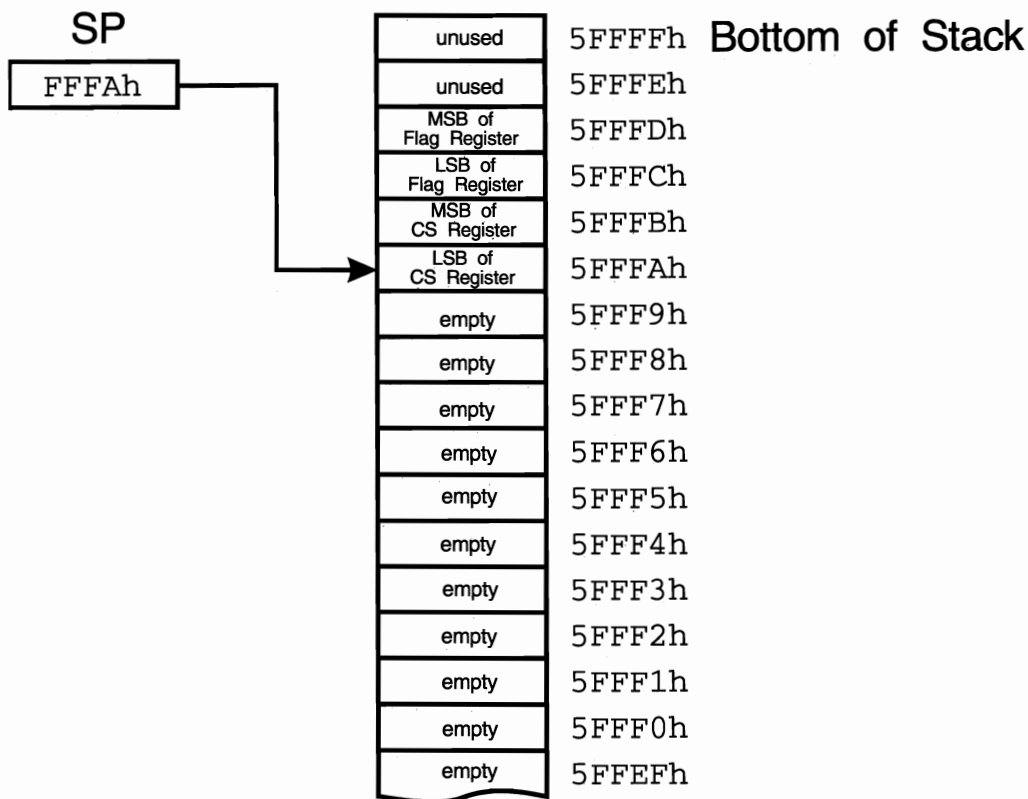 SP
FFFAh
unused 5FFFFh Bottom of Stack
unused 5FFFEh
MSB of
Flag Register 5FFFDh
LSB of
Flag Register 5FFFCh
MSB of
CS Register 5FFFBh
LSB of
CS Register 5FFFAh
empty 5FFF9h
empty 5FFF8h
empty 5FFF7h
empty 5FFF6h
empty 5FFF5h
empty 5FFF4h
empty 5FFF3h
empty 5FFF2h
empty 5FFF1h
empty 5FFF0h
empty 5FFEFh